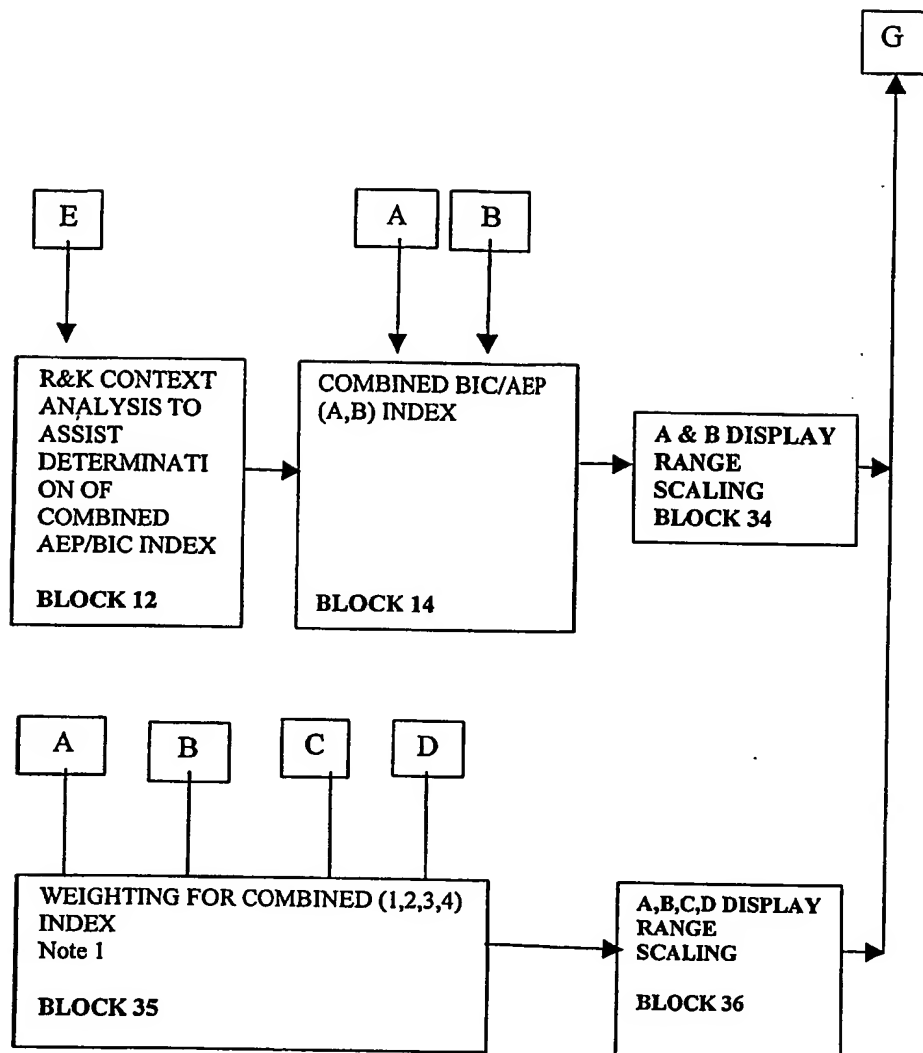 G
E
A
B
R&K CONTEXT
ANALYSIS TO
ASSIST
DETERMINATI
ON OF
COMBINED
AEP/BIC INDEX
BLOCK 12
COMBINED BIC/AEP
(A,B) INDEX
BLOCK 14
A & B DISPLAY
RANGE
SCALING
BLOCK 34
A
B
C
D
WEIGHTING FOR COMBINED (1,2,3,4)
INDEX
Note 1
BLOCK 35
A,B,C,D DISPLAY
RANGE
SCALING
BLOCK 36